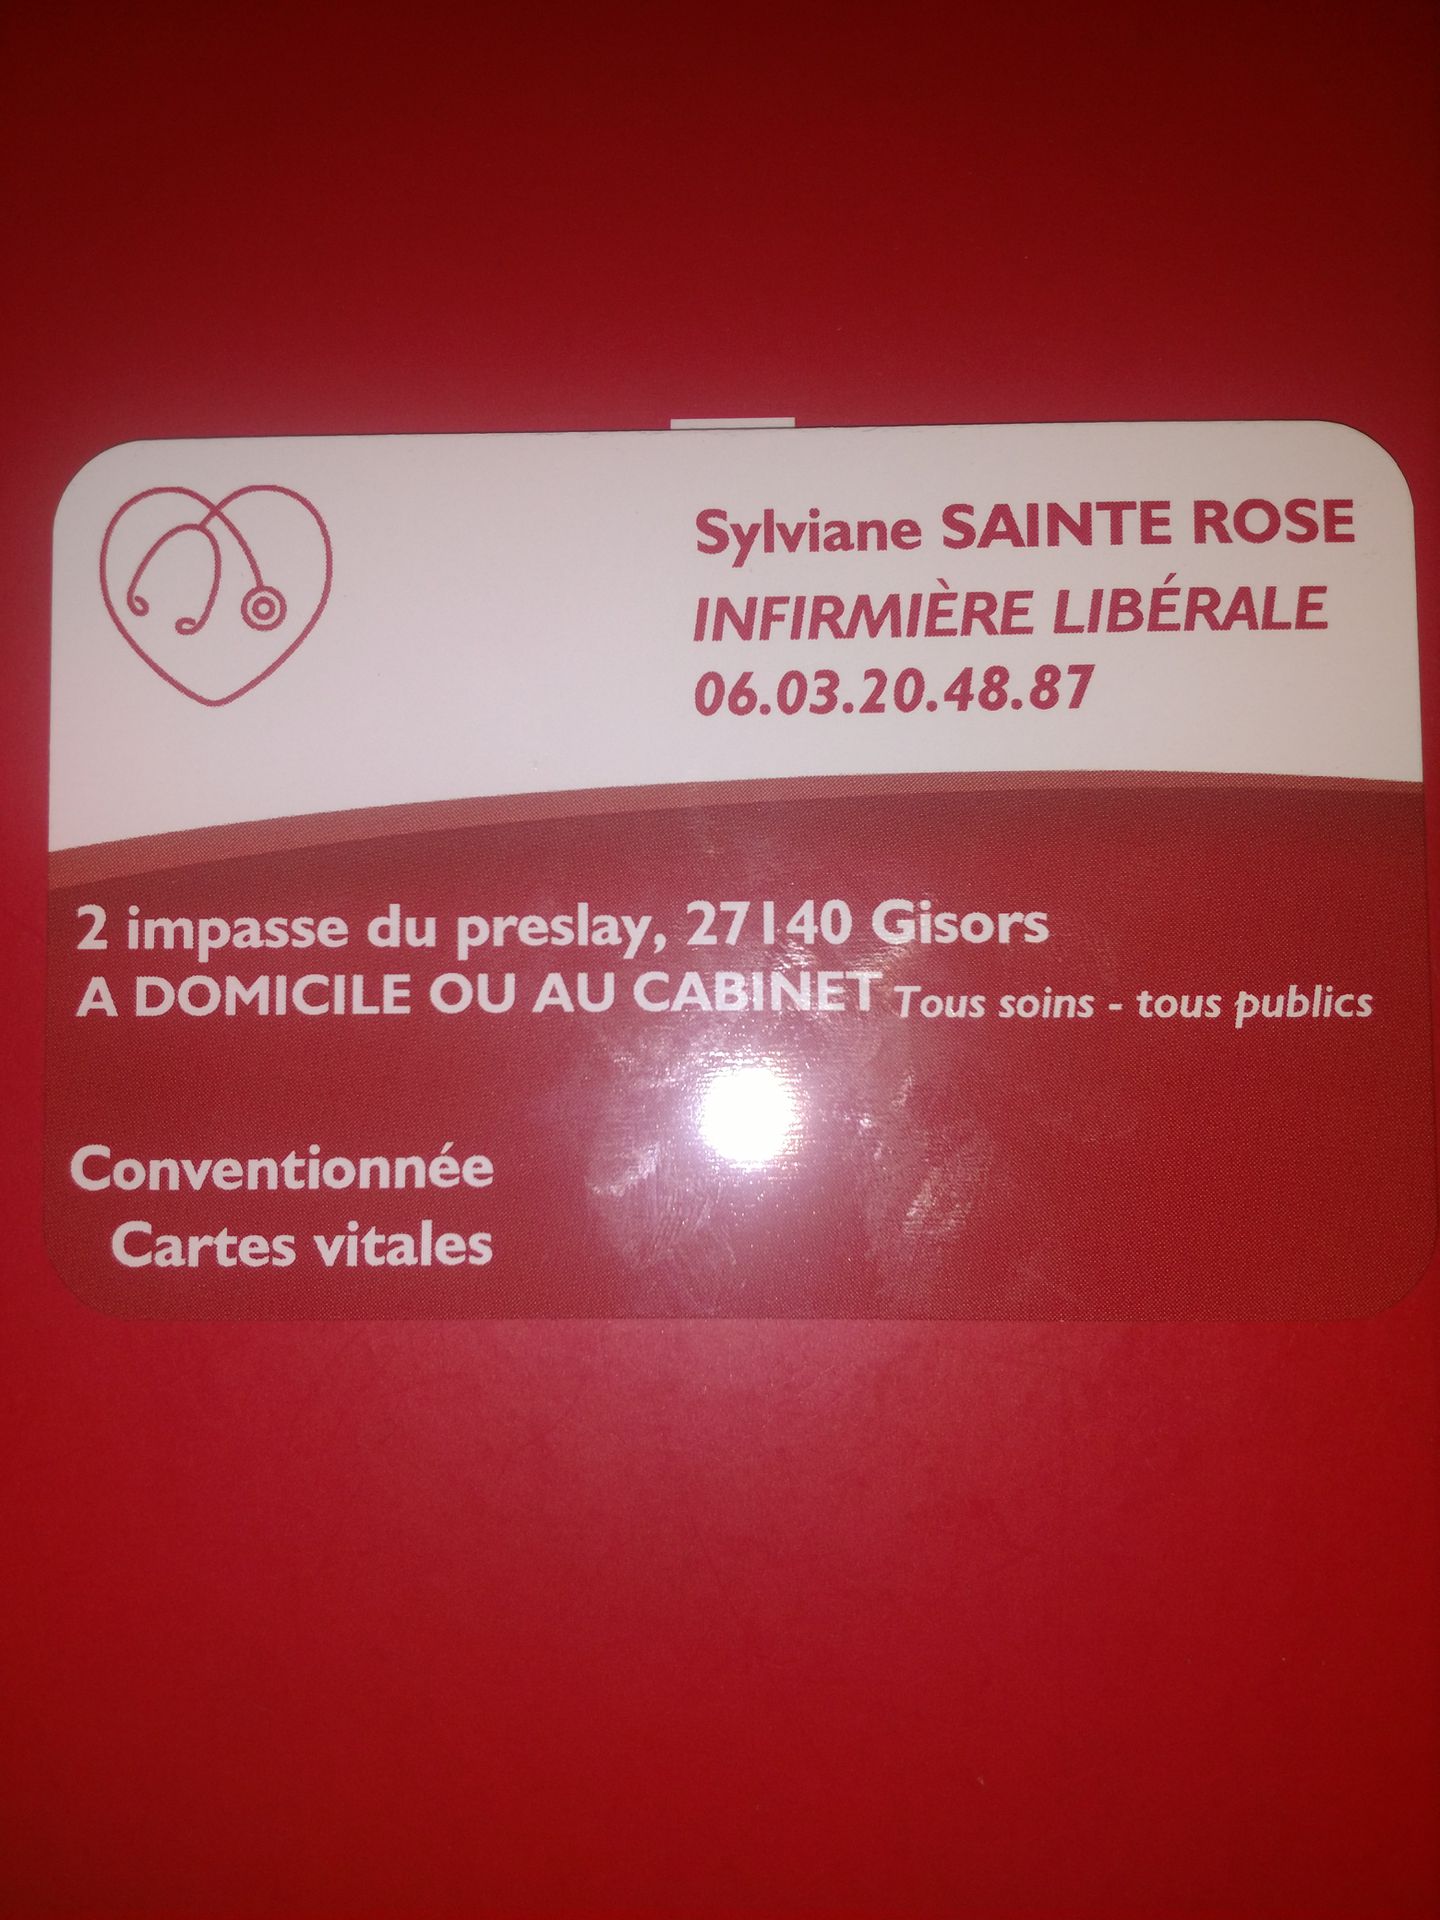 Sylviane SAINTE ROSE
INFIRMIÈRE LIBÉRALE
06.03.20.48.87
2 impasse du preslay, 27140 Gisors
A DOMICILE OU AU CABINET Tous soins - tous publics
Conventionnée
Cartes vitales